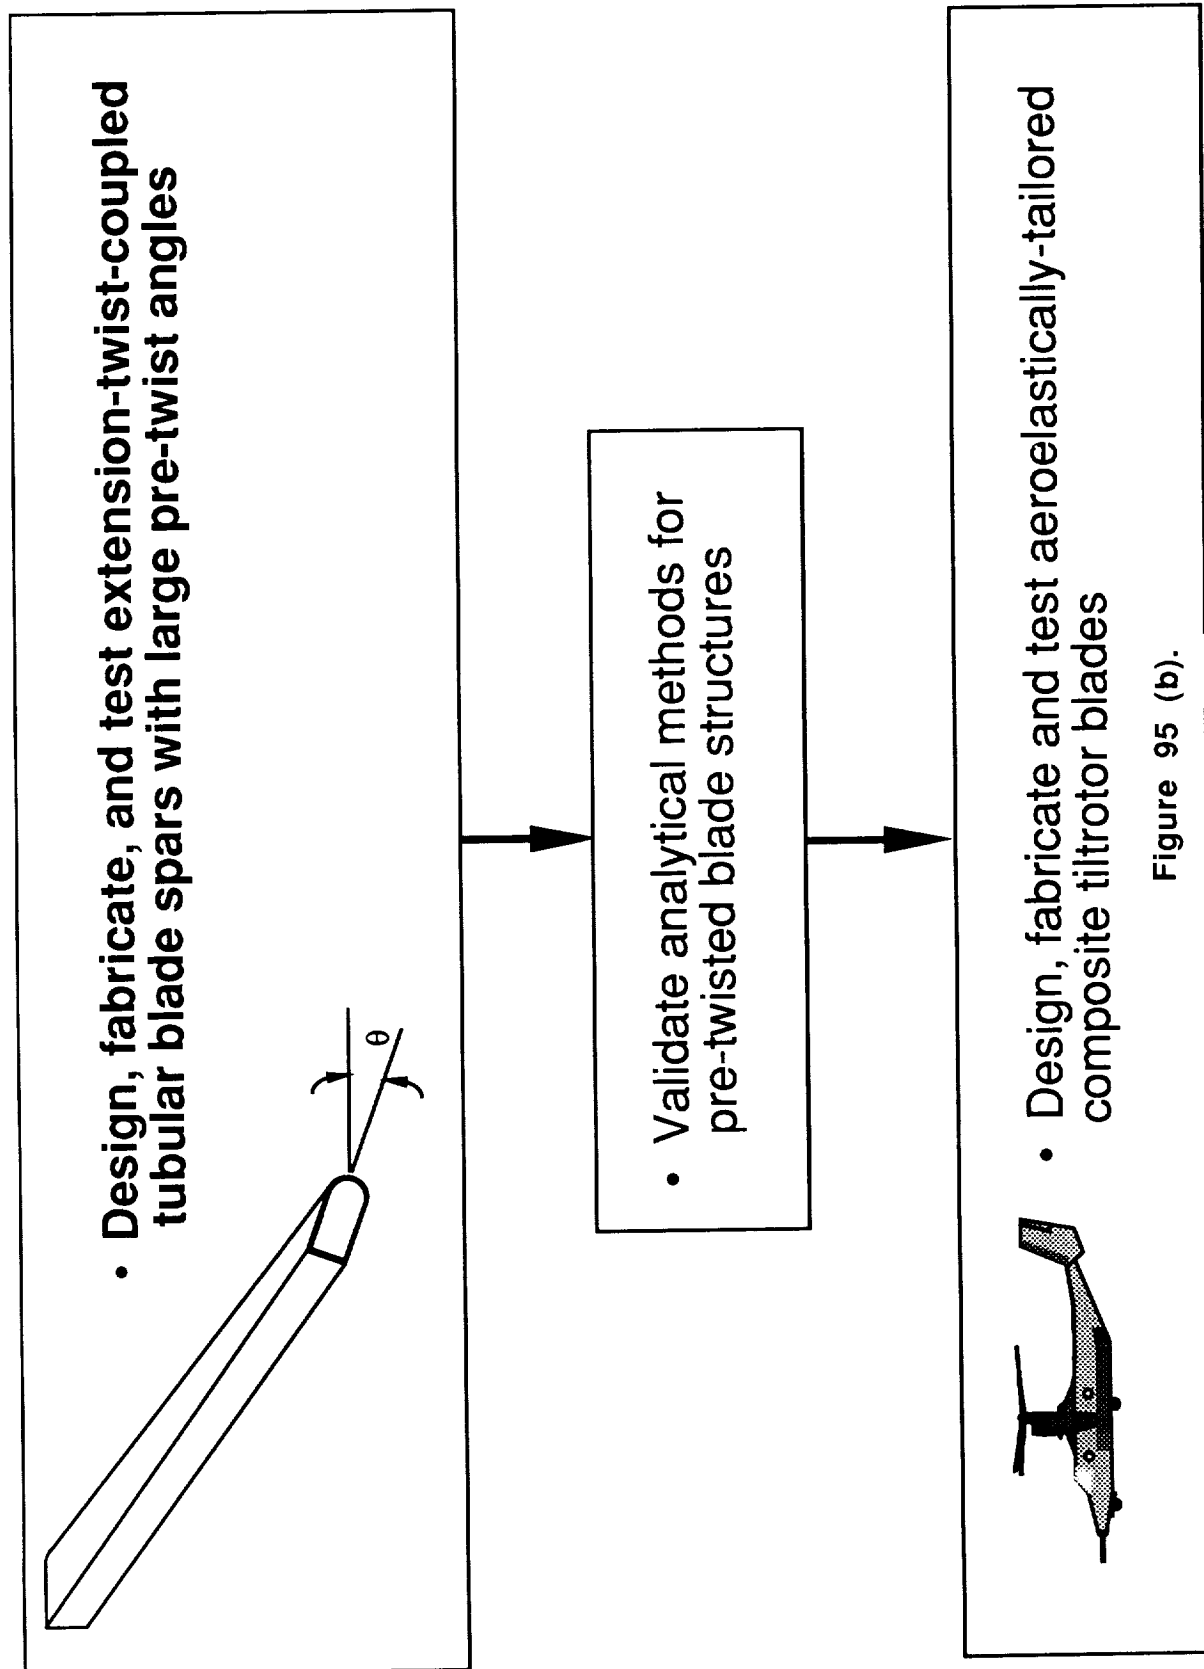 • Design, fabricate, and test extension-twist-coupled
tubular blade spars with large pre-twist angles
θ
• Validate analytical methods for
pre-twisted blade structures
• Design, fabricate and test aeroelastically-tailored
composite tiltrotor blades
Figure 95 (b).